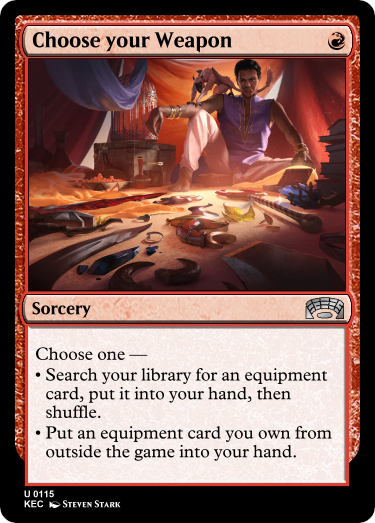 Choose your Weapon
Sorcery
Choose one —
• Search your library for an equipment
card, put it into your hand, then
shuffle.
• Put an equipment card you own from
outside the game into your hand.
U 0115
KEC Steven Stark